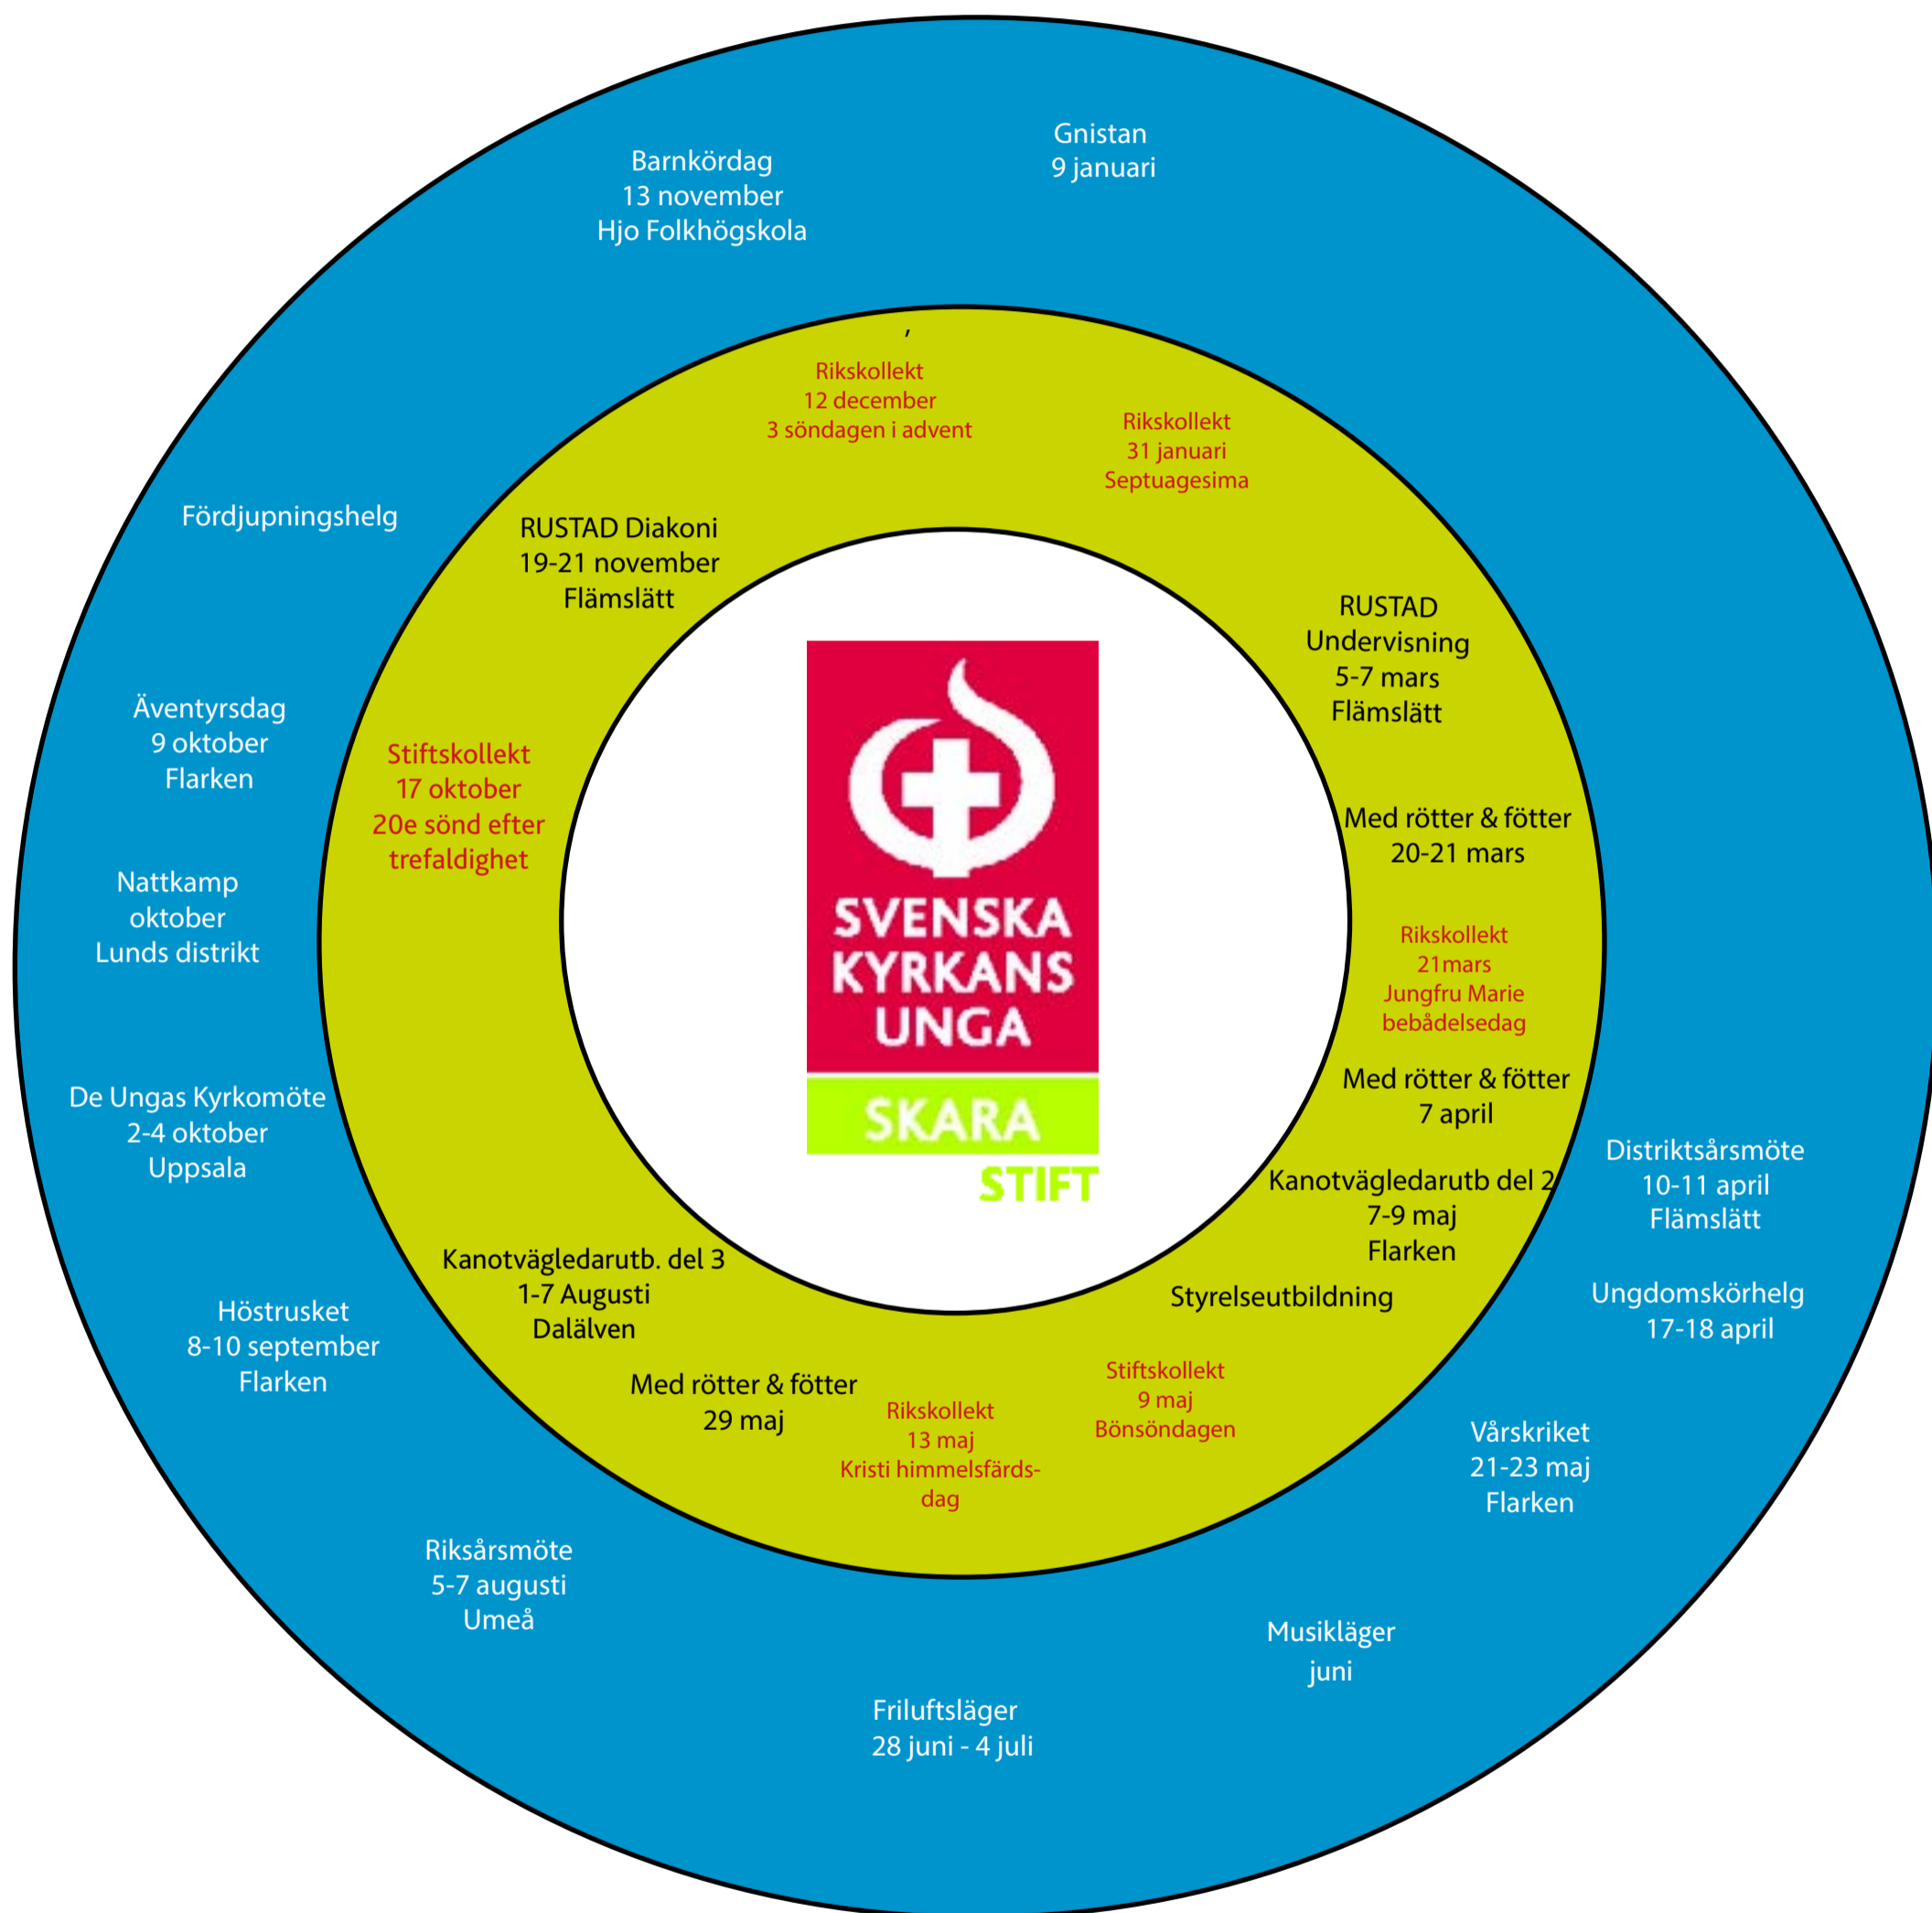 Gnistan
9 januari
Distriktsårsmöte
10-11 april
Flämslätt
Ungdomskörhelg
17-18 april
Vårskriket
21-23 maj
Flarken
Musikläger
juni
Friluftsläger
28 juni - 4 juli
Riksårsmöte
5-7 augusti
Umeå
Höstrusket
8-10 september
Flarken
De Ungas Kyrkomöte
2-4 oktober
Uppsala
Nattkamp
oktober
Lunds distrikt
Äventyrsdag
9 oktober
Flarken
Fördjupningshelg
Barnkördag
13 november
Hjo Folkhögskola
,
Rikskollekt
31 januari
Septuagesima
RUSTAD
Undervisning
5-7 mars
Flämslätt
Med rötter & fötter
20-21 mars
Rikskollekt
21mars
Jungfru Marie
bebådelsedag
Med rötter & fötter
7 april
Kanotvägledarutb del 2
7-9 maj
Flarken
Styrelseutbildning
Stiftskollekt
9 maj
Bönsöndagen
Rikskollekt
13 maj
Kristi himmelsfärds-
dag
Med rötter & fötter
29 maj
Kanotvägledarutb. del 3
1-7 Augusti
Dalälven
Stiftskollekt
17 oktober
20e sönd efter
trefaldighet
RUSTAD Diakoni
19-21 november
Flämslätt
Rikskollekt
12 december
3 söndagen i advent
SVENSKA
KYRKANS
UNGA
SKARA
STIFT